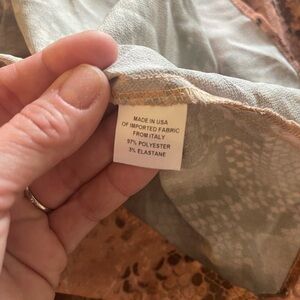 MADE IN USA
OF IMPORTED FABRIC
FROM ITALY
97% POLYESTER
3% ELASTANE